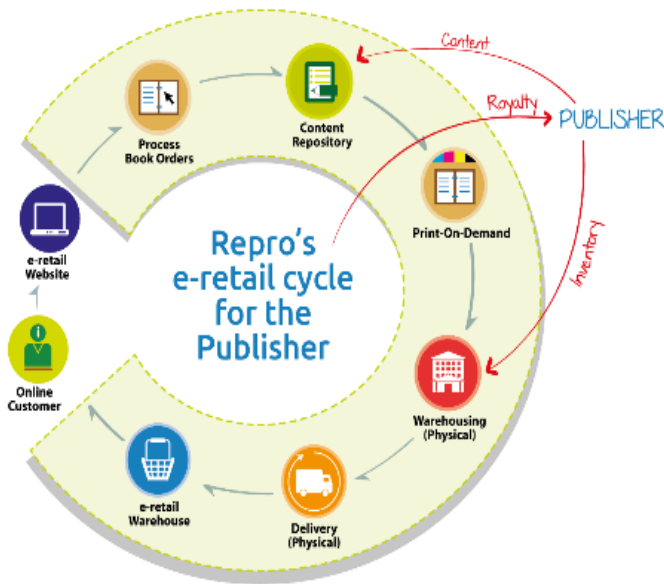 Content
Royalty
PUBLISHER
Inventory
Process
Book Orders
Content
Repository
Print-On-Demand
e-retail
Website
Repro's
e-retail cycle
for the
Publisher
Online
Customer
Warehousing
(Physical)
e-retail
Warehouse
Delivery
(Physical)